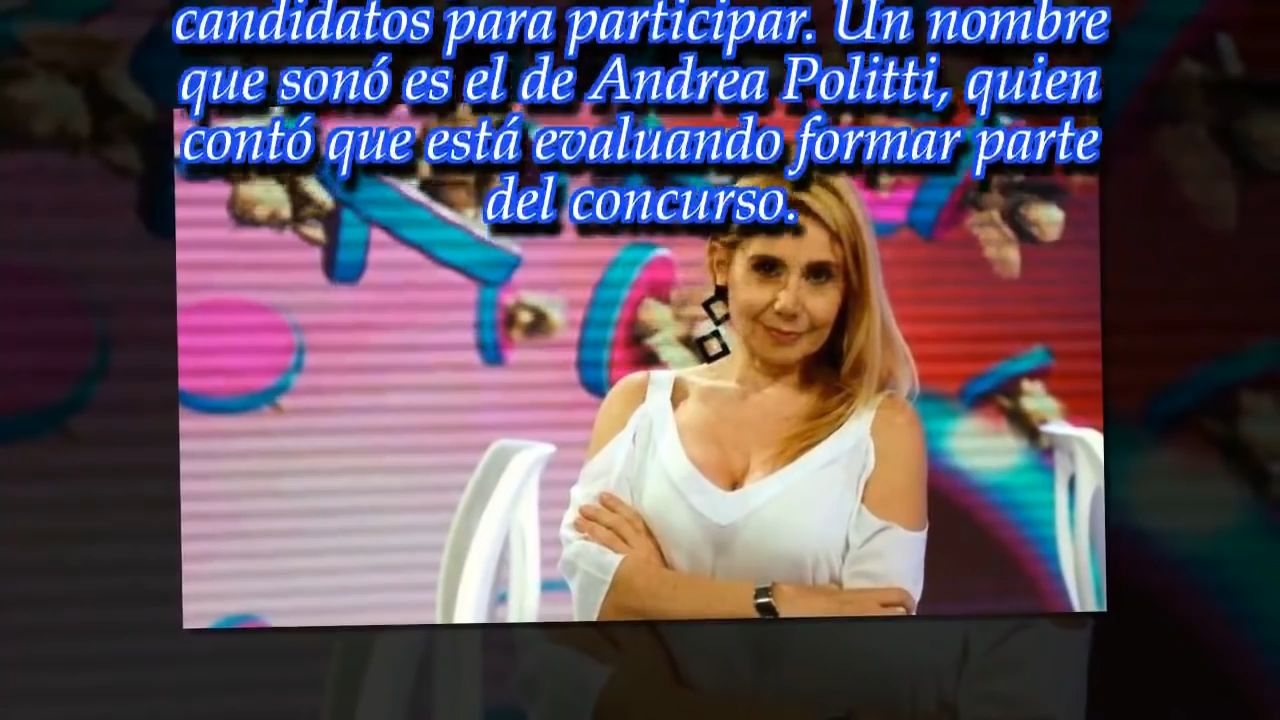 candidatos para participar. Un nombre
que sonó es el de Andrea Politti, quien
contó que está evaluando formar parte
del concurso.